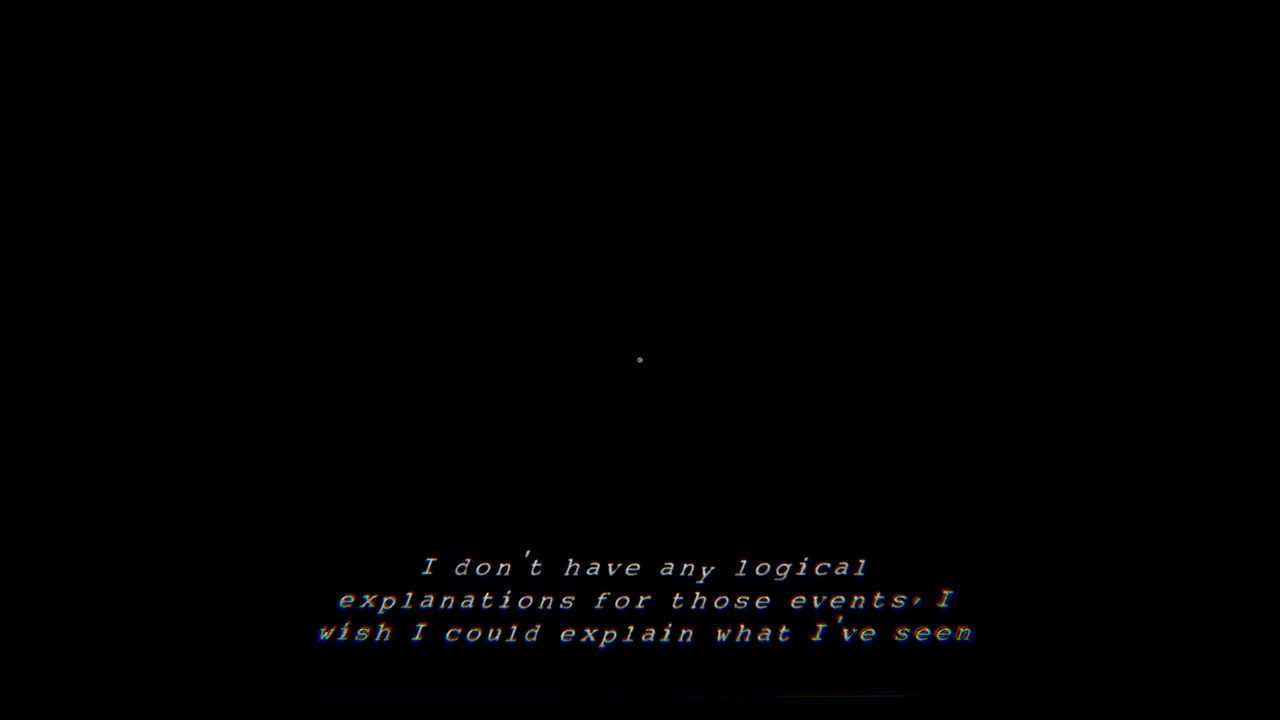 I don't have any logical
explanations for those events, I
wish I could explain what I've seen